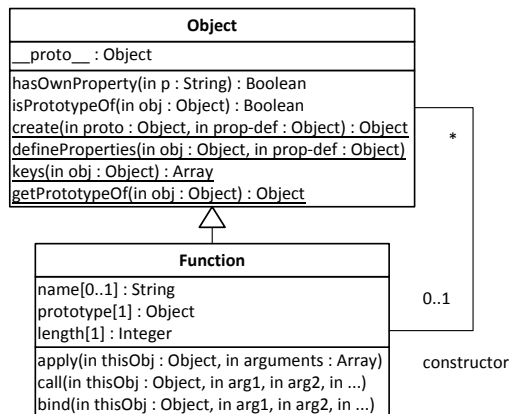 Object
__proto__ : Object
hasOwnProperty(in p : String) : Boolean
isPrototypeOf(in obj : Object) : Boolean
create(in proto : Object, in prop-def : Object) : Object
defineProperties(in obj : Object, in prop-def : Object)
keys(in obj : Object) : Array
getPrototypeOf(in obj : Object) : Object
*
Function
name[0..1] : String
prototype[1] : Object
length[1] : Integer
0..1
constructor
apply(in thisObj : Object, in arguments : Array)
call(in thisObj : Object, in arg1, in arg2, in ...)
bind(in thisObj : Object, in arg1, in arg2, in ...)